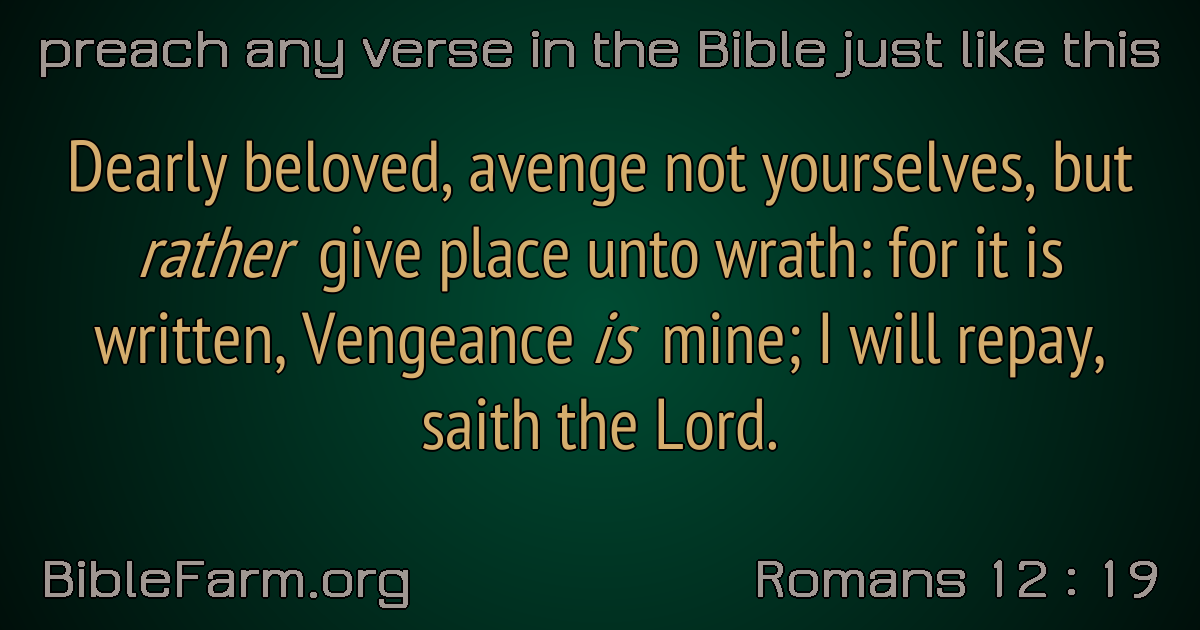 preach any verse in the Bible just like this
Dearly beloved, avenge not yourselves, but
rather give place unto wrath: for it is
written, Vengeance is mine; I will repay,
saith the Lord.
BibleFarm.org
Romans 12 : 19